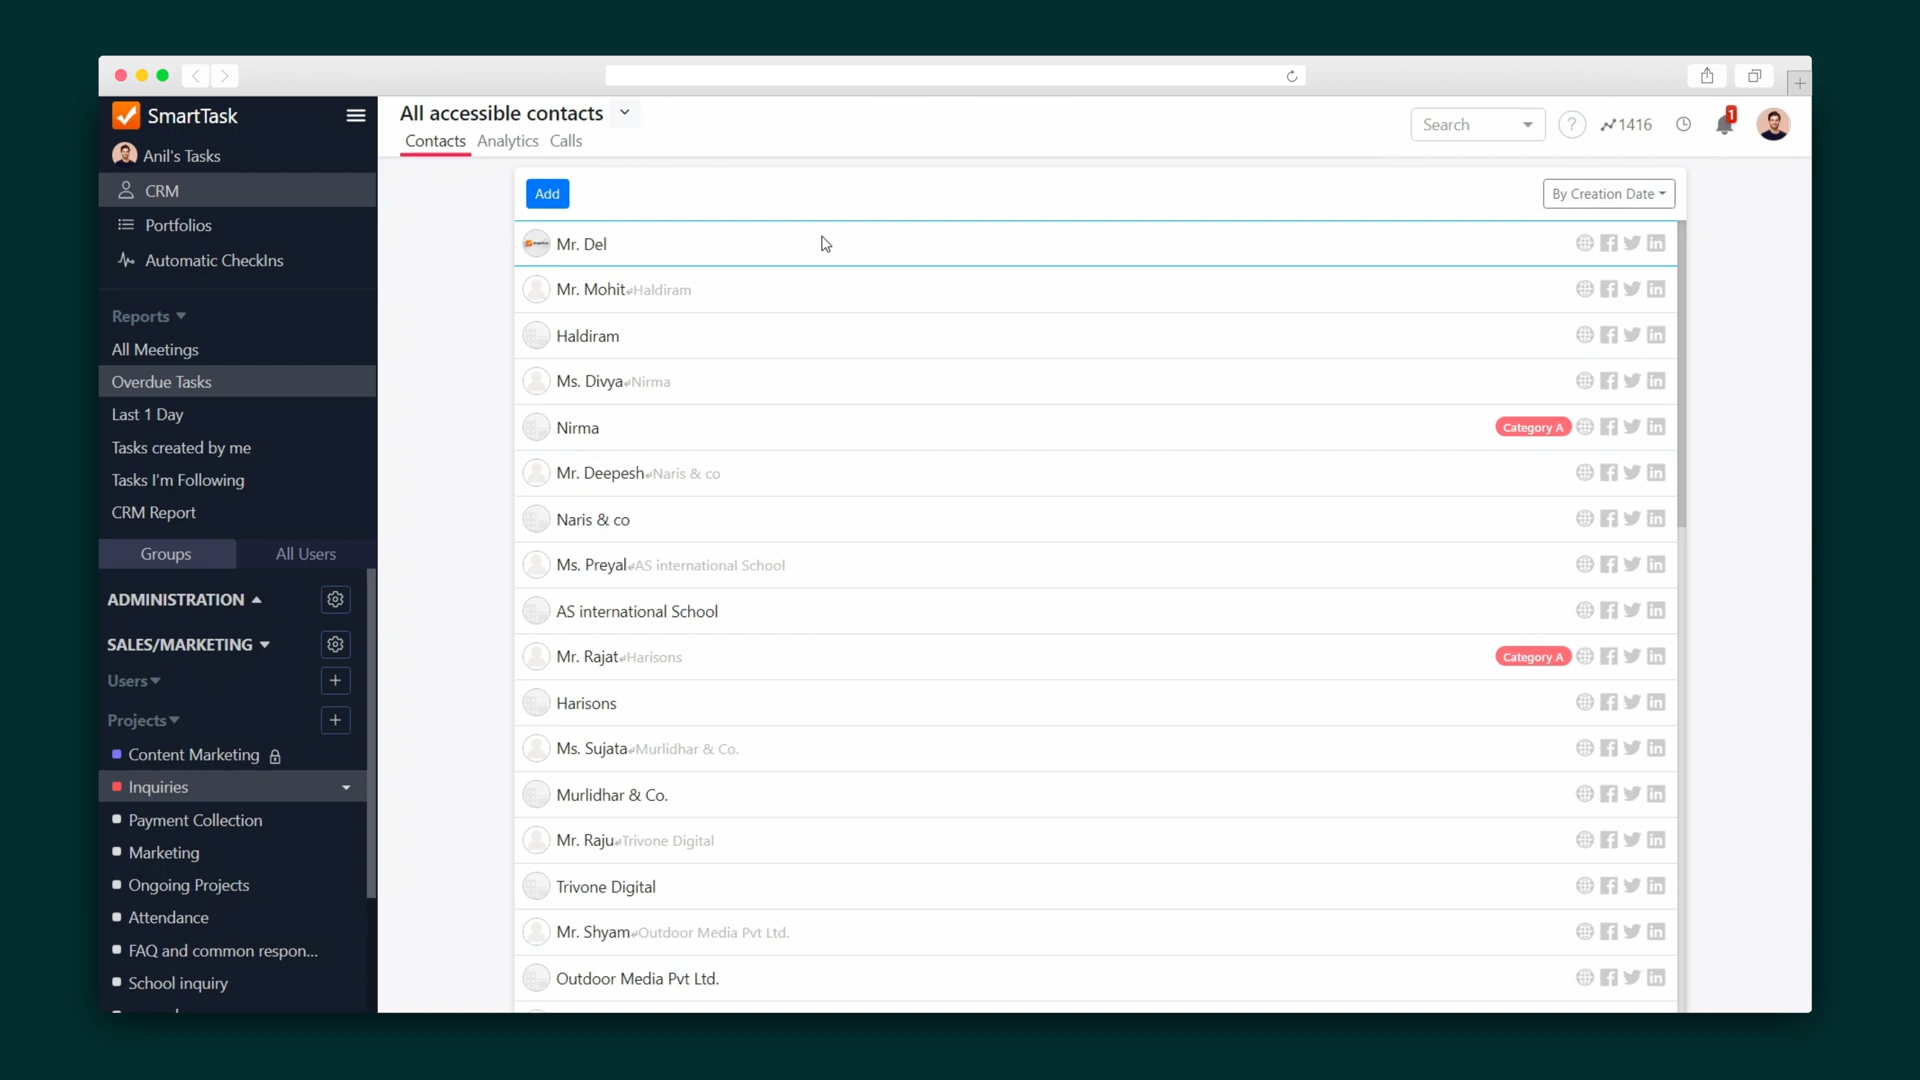 SmartTask
Anil's Tasks
CRM
Portfolios
Automatic CheckIns
Reports
All Meetings
Overdue Tasks
Last 1 Day
Tasks created by me
Tasks I'm Following
CRM Report
Groups
All Users
ADMINISTRATION
SALES/MARKETING
Users
Projects
Content Marketing
Inquiries
Payment Collection
Marketing
Ongoing Projects
Attendance
FAQ and common respon...
School inquiry
All accessible contacts
Contacts Analytics Calls
Search
?
1416
1
Add
By Creation Date
Mr. Del
Mr. Mohit Haldiram
Haldiram
Ms. Divya Nirma
Nirma Category A
Mr. Deepesh Naris & co
Naris & co
Ms. Preyal AS international School
AS international School
Mr. Rajat Harisons Category A
Harisons
Ms. Sujata Murlidhar & Co.
Murlidhar & Co.
Mr. Raju Trivone Digital
Trivone Digital
Mr. Shyam Outdoor Media Pvt Ltd.
Outdoor Media Pvt Ltd.